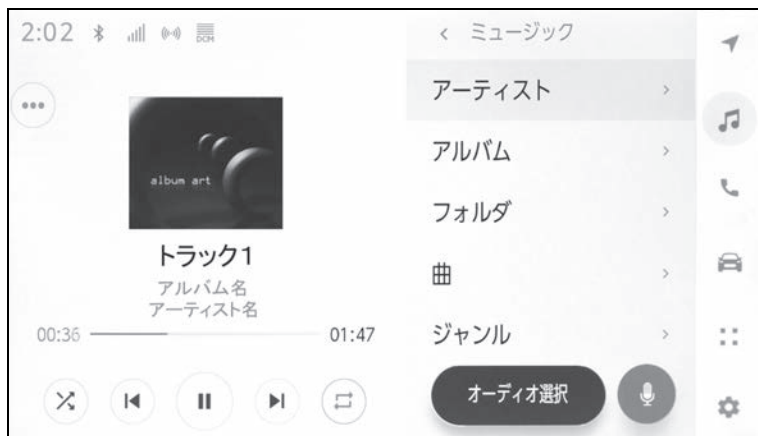 2:02
DCM
album art
トラック1
アルバム名
アーティスト名
00:36
01:47
ミュージック
アーティスト
アルバム
フォルダ
曲
ジャンル
オーディオ選択